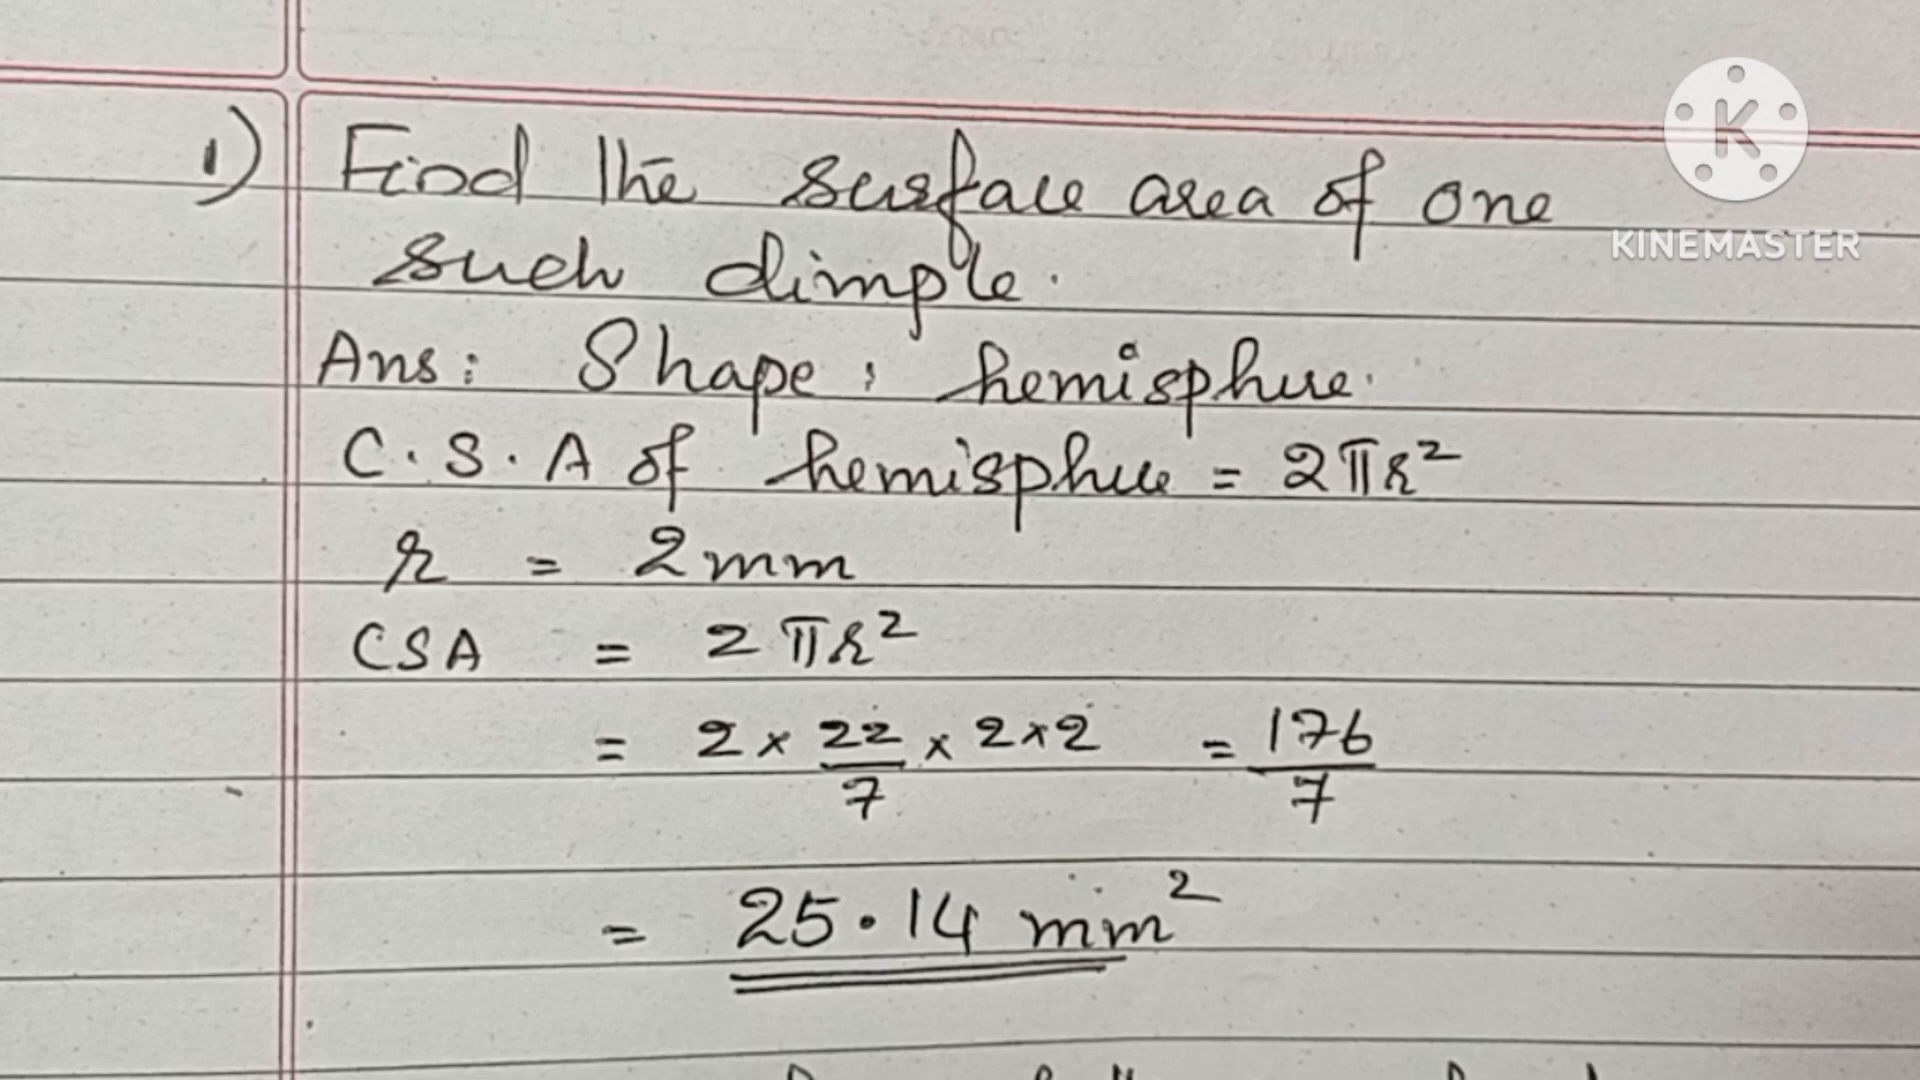 1) Find the surface area of one
such dimple.
Ans: Shape: hemisphere.
C.S.A of hemisphere = 2πr²
r = 2mm
CSA = 2πr²
= 2 × 22/7 × 2×2 = 176/7
= 25.14 mm²
K
KINEMASTER